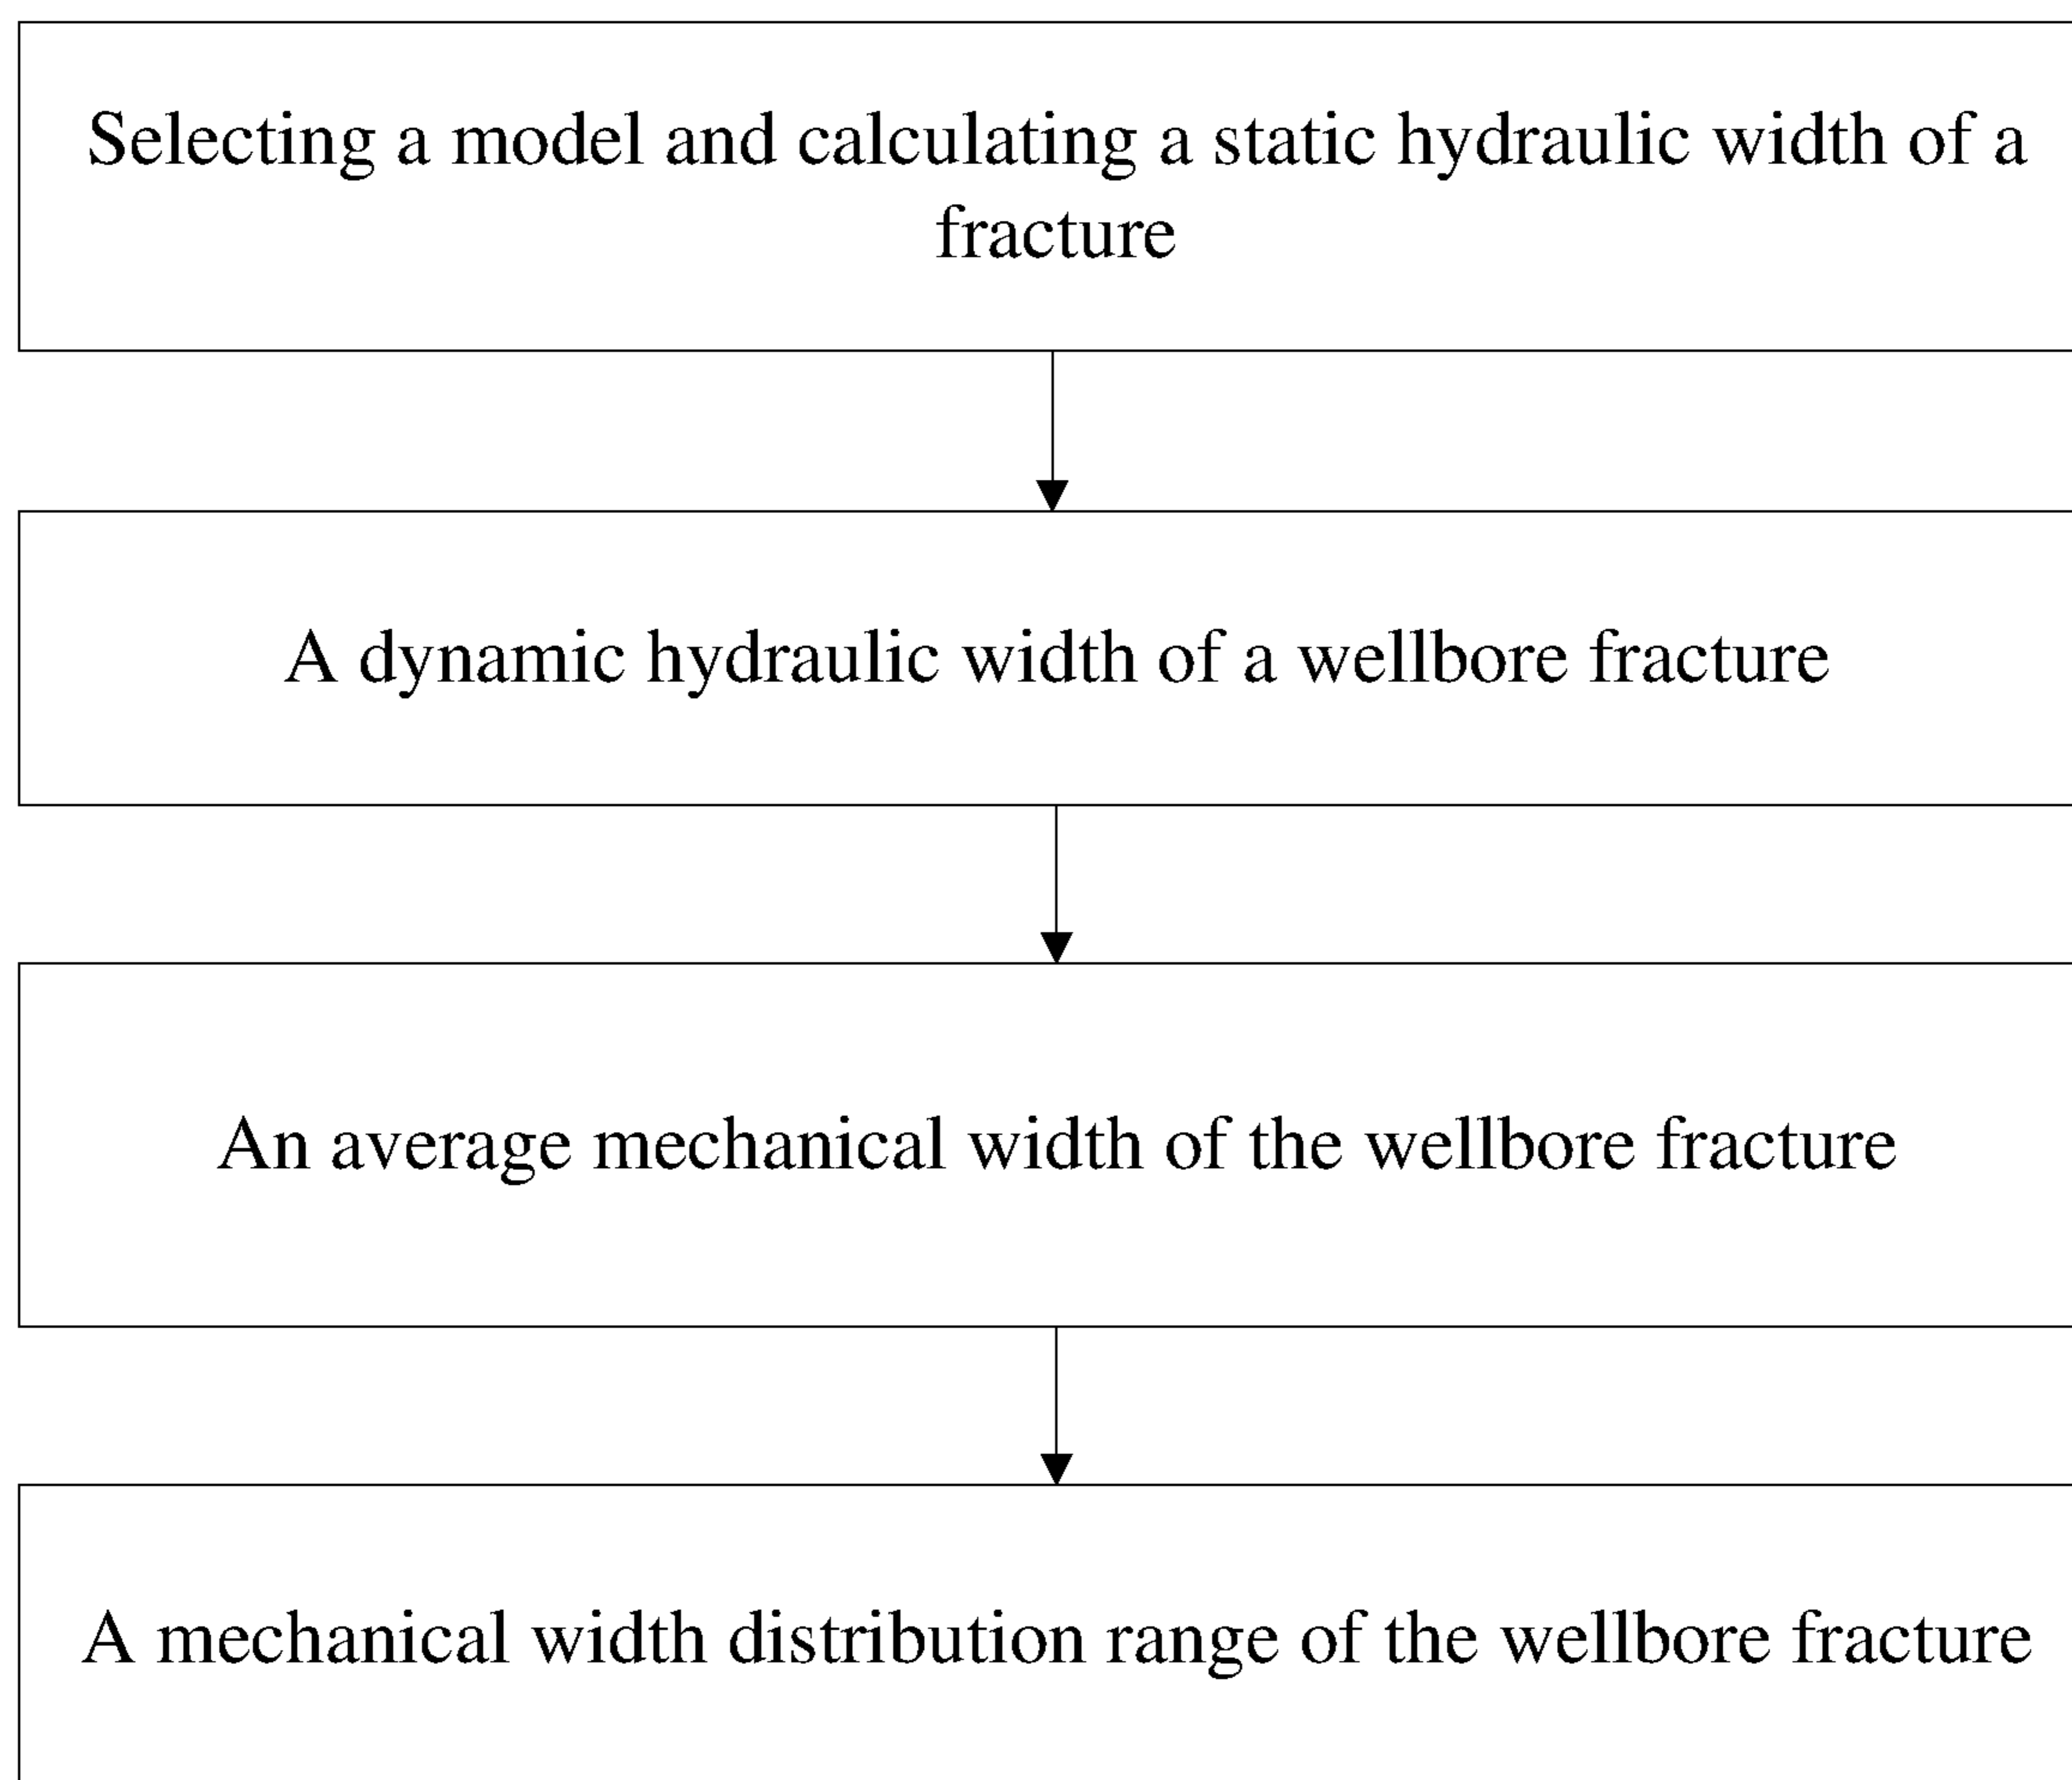 Selecting a model and calculating a static hydraulic width of a
fracture
A dynamic hydraulic width of a wellbore fracture
An average mechanical width of the wellbore fracture
A mechanical width distribution range of the wellbore fracture